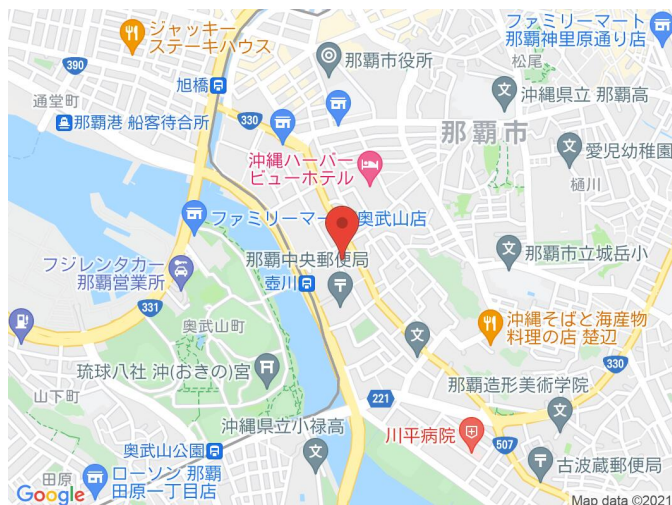 ジャッキー
ステーキハウス
ファミリーマート
那覇神里原通り店
松尾
那覇市役所
390
旭橋
沖縄県立 那覇高
通堂町
那覇港 船客待合所
330
那覇市
愛児幼稚園
沖縄ハーバー
ビューホテル
樋川
ファミリーマー
奥武山店
那覇市立城岳小
フジレンタカー
那覇営業所
那覇中央郵便局
壺川
331
奥武山町
沖縄そばと海産物
料理の店 楚辺
330
琉球八社 沖(おきの)宮
山下町
那覇造形美術学院
221
沖縄県立小禄高
川平病院
奥武山公園
507
田原
ローソン 那覇
田原一丁目店
古波蔵郵便局
Google
Map data ©2021